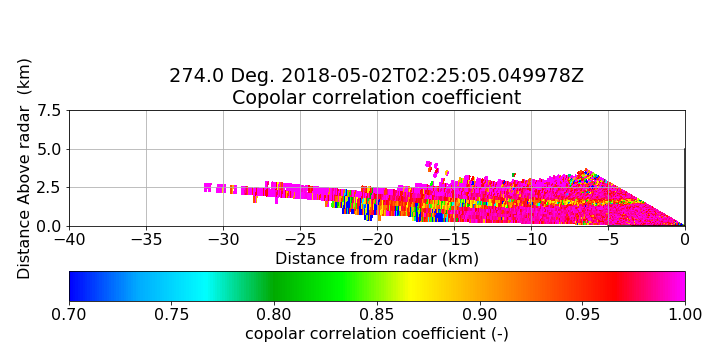 274.0 Deg. 2018-05-02T02:25:05.049978Z
Copolar correlation coefficient
Distance Above radar (km)
7.5
5.0
2.5
0.0
−40 −35 −30 −25 −20 −15 −10 −5 0
Distance from radar (km)
0.70 0.75 0.80 0.85 0.90 0.95 1.00
copolar correlation coefficient (-)